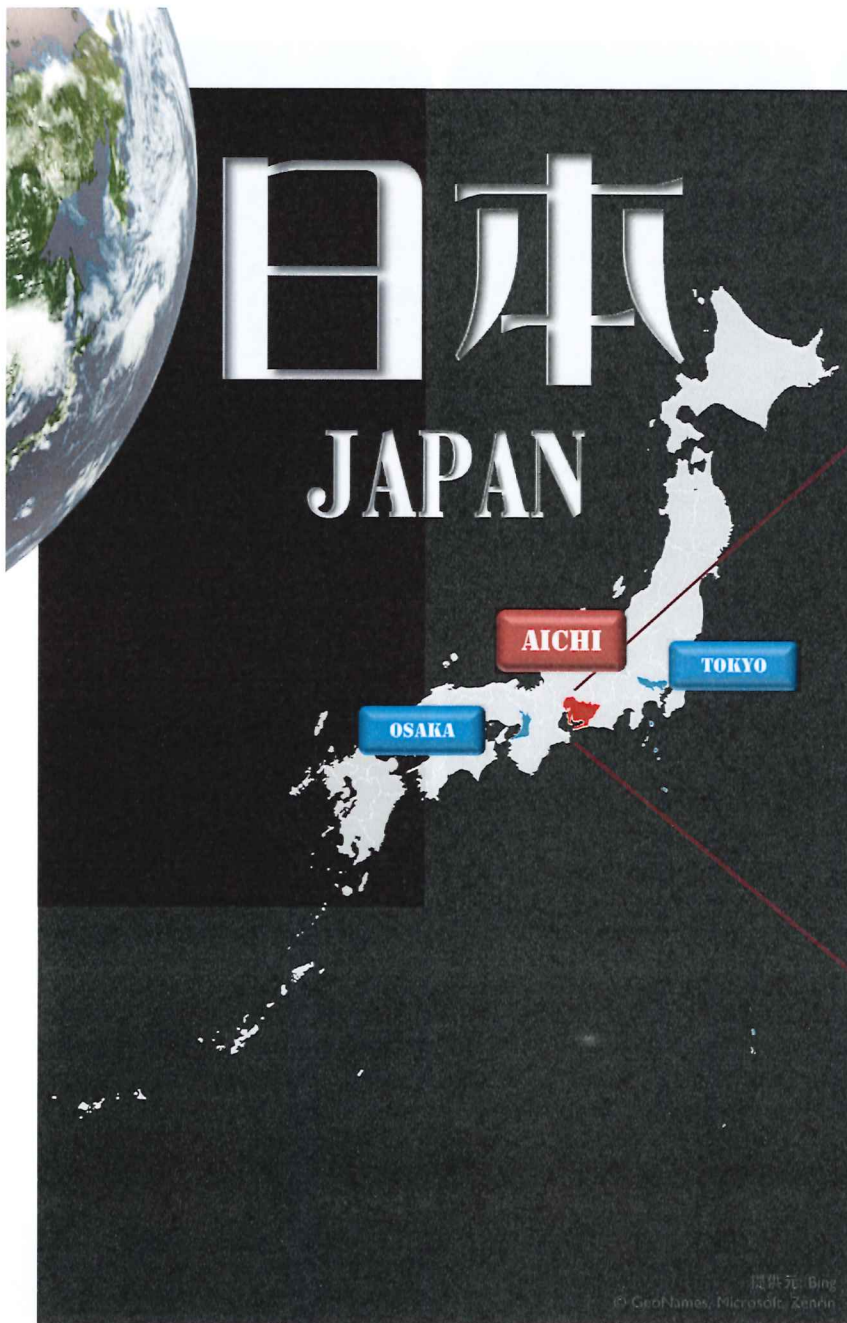 日本
JAPAN
AICHI
TOKYO
OSAKA
提供元: Bing
© GeoNames, Microsoft, Zenrin